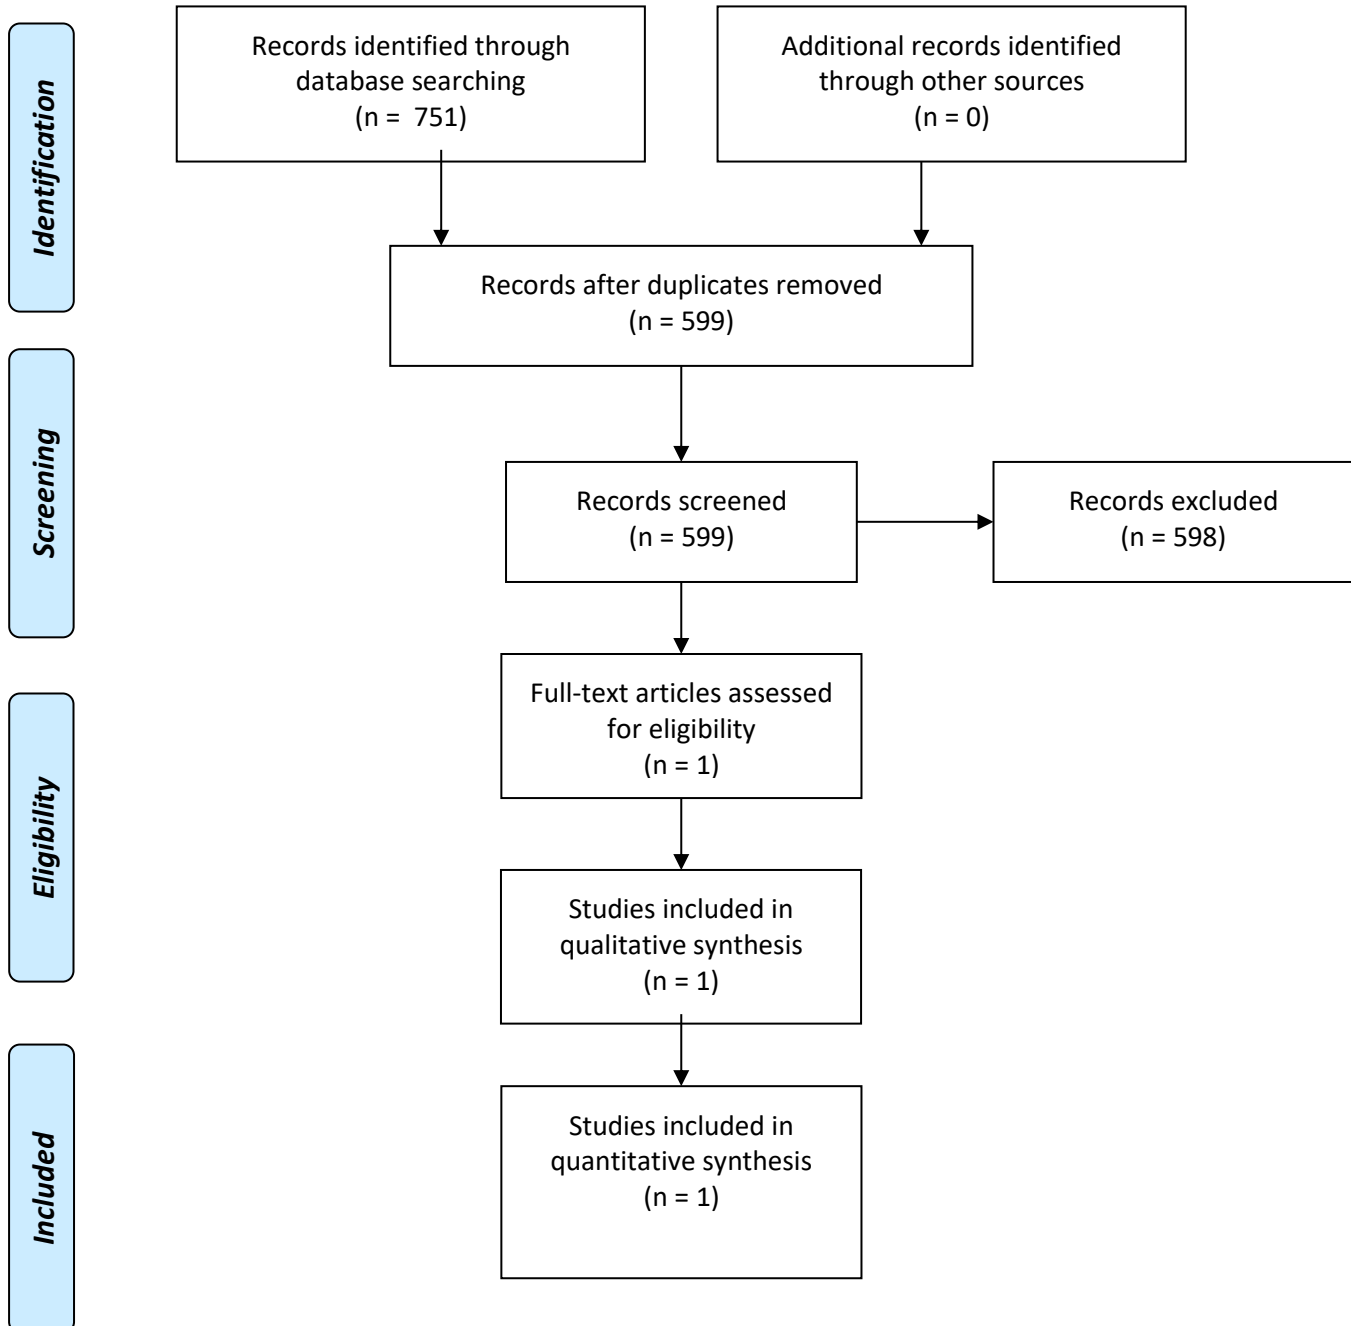 Identification
Records identified through
database searching
(n =  751)
Additional records identified
through other sources
(n = 0)
Records after duplicates removed
(n = 599)
Screening
Records screened
(n = 599)
Records excluded
(n = 598)
Eligibility
Full-text articles assessed
for eligibility
(n = 1)
Studies included in
qualitative synthesis
(n = 1)
Included
Studies included in
quantitative synthesis
(n = 1)